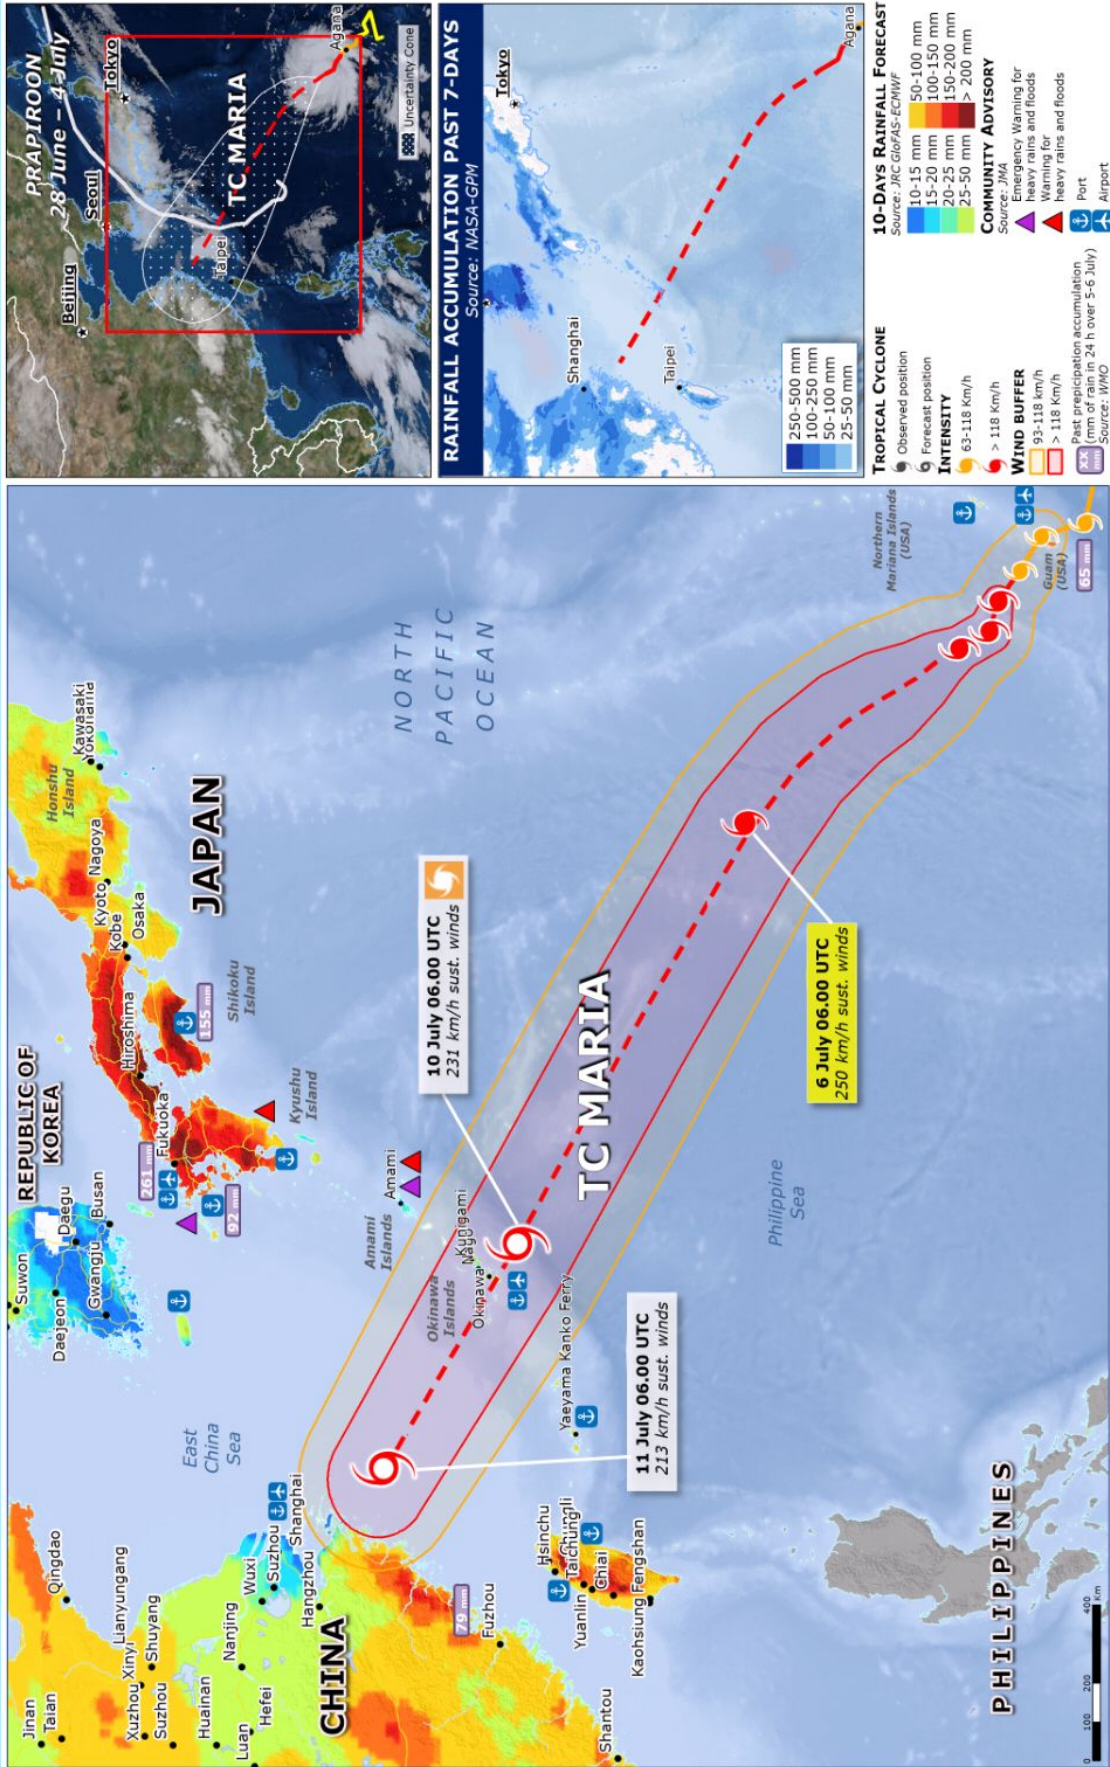 REPUBLIC OF
KOREA
Suwon
Daejeon
Daegu
Gwangju
Busan
261 mm
92 mm
Fukuoka
Hiroshima
155 mm
Kyoto
Kobe
Osaka
Nagoya
Honshu
Island
Kawasaki
JAPAN
Shikoku
Island
Kyushu
Island
Jinan
Taian
Qingdao
Xuzhou
Xinyi
Lianyungang
Suzhou
Shuyang
Huainan
Nanjing
Luan
Hefei
Wuxi
Suzhou
Shanghai
Hangzhou
CHINA
79 mm
Fuzhou
Shantou
East
China
Sea
Amami
Amami
Islands
Okinawa
Islands
Kunigami
Okinawa
10 July 06.00 UTC
231 km/h sust. winds
NORTH
PACIFIC
OCEAN
TC MARIA
Yaeyama Kanko Ferry
11 July 06.00 UTC
213 km/h sust. winds
6 July 06.00 UTC
250 km/h sust. winds
Hsinchu
Taichung
Yuanlin
Chiai
Kaohsiung
Fengshan
Philippine
Sea
PHILIPPINES
0 100 200 400
Km
Northern
Mariana Islands
(USA)
Guam
(USA)
65 mm
PRAPIROON
28 June – 4 July
Beijing
Seoul
Tokyo
Taipei
TC MARIA
Agana
Uncertainty Cone
RAINFALL ACCUMULATION PAST 7-DAYS
Source: NASA-GPM
Tokyo
Shanghai
Taipei
Agana
250-500 mm
100-250 mm
50-100 mm
25-50 mm
TROPICAL CYCLONE
Observed position
Forecast position
INTENSITY
63-118 Km/h
> 118 Km/h
WIND BUFFER
93-118 km/h
> 118 Km/h
XX
mm
Past prepicitation accumulation
(mm of rain in 24 h over 5-6 July)
Source: WMO
10-DAYS RAINFALL FORECAST
Source: JRC GloFAS-ECMWF
10-15 mm
15-20 mm
20-25 mm
25-50 mm
50-100 mm
100-150 mm
150-200 mm
> 200 mm
COMMUNITY ADVISORY
Source: JMA
Emergency Warning for
heavy rains and floods
Warning for
heavy rains and floods
Port
Airport